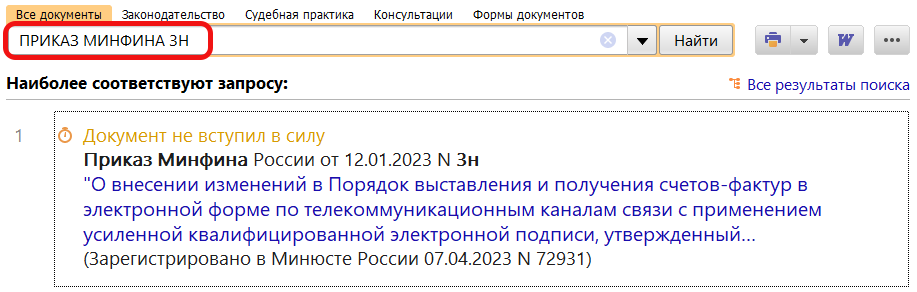 Все документы Законодательство Судебная практика Консультации Формы документов
ПРИКАЗ МИНФИНА 3Н Найти
Наиболее соответствуют запросу: Все результаты поиска
1 Документ не вступил в силу
Приказ Минфина России от 12.01.2023 N 3н
"О внесении изменений в Порядок выставления и получения счетов-фактур в
электронной форме по телекоммуникационным каналам связи с применением
усиленной квалифицированной электронной подписи, утвержденный...
(Зарегистрировано в Минюсте России 07.04.2023 N 72931)